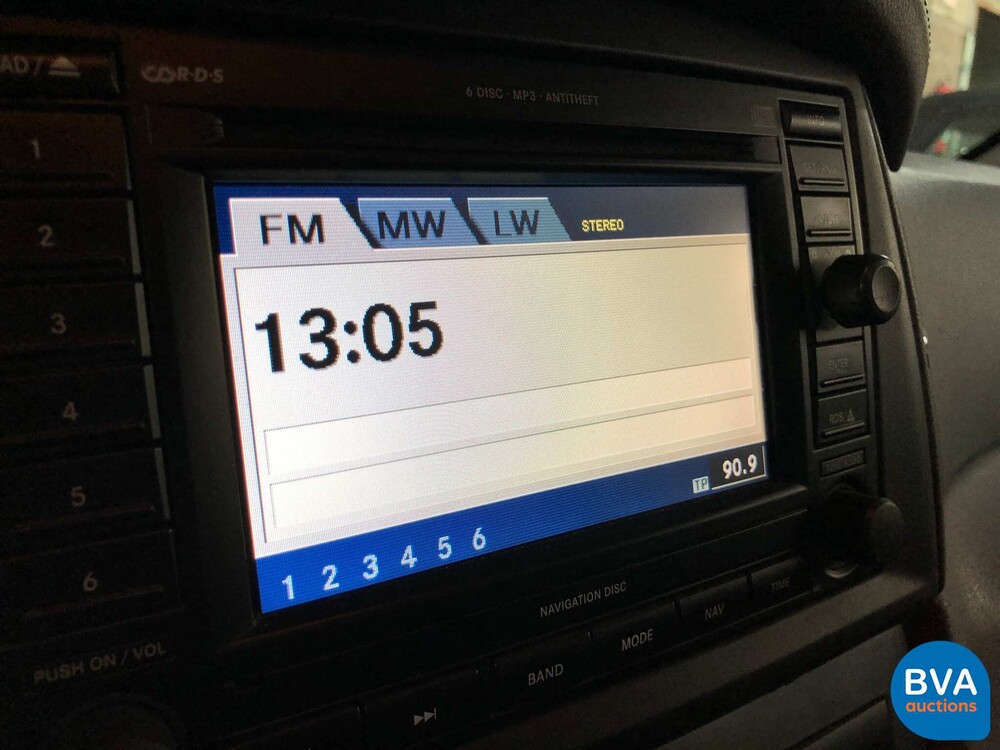 AD/
R·D·S
6 DISC · MP3 · ANTITHEFT
INFO
1
2
3
4
5
6
FM MW LW STEREO
13:05
TP 90.9
1 2 3 4 5 6
ENTER
RDS/
NAVIGATION DISC
PUSH ON / VOL
BAND
MODE
NAV
TIME
BVA
auctions